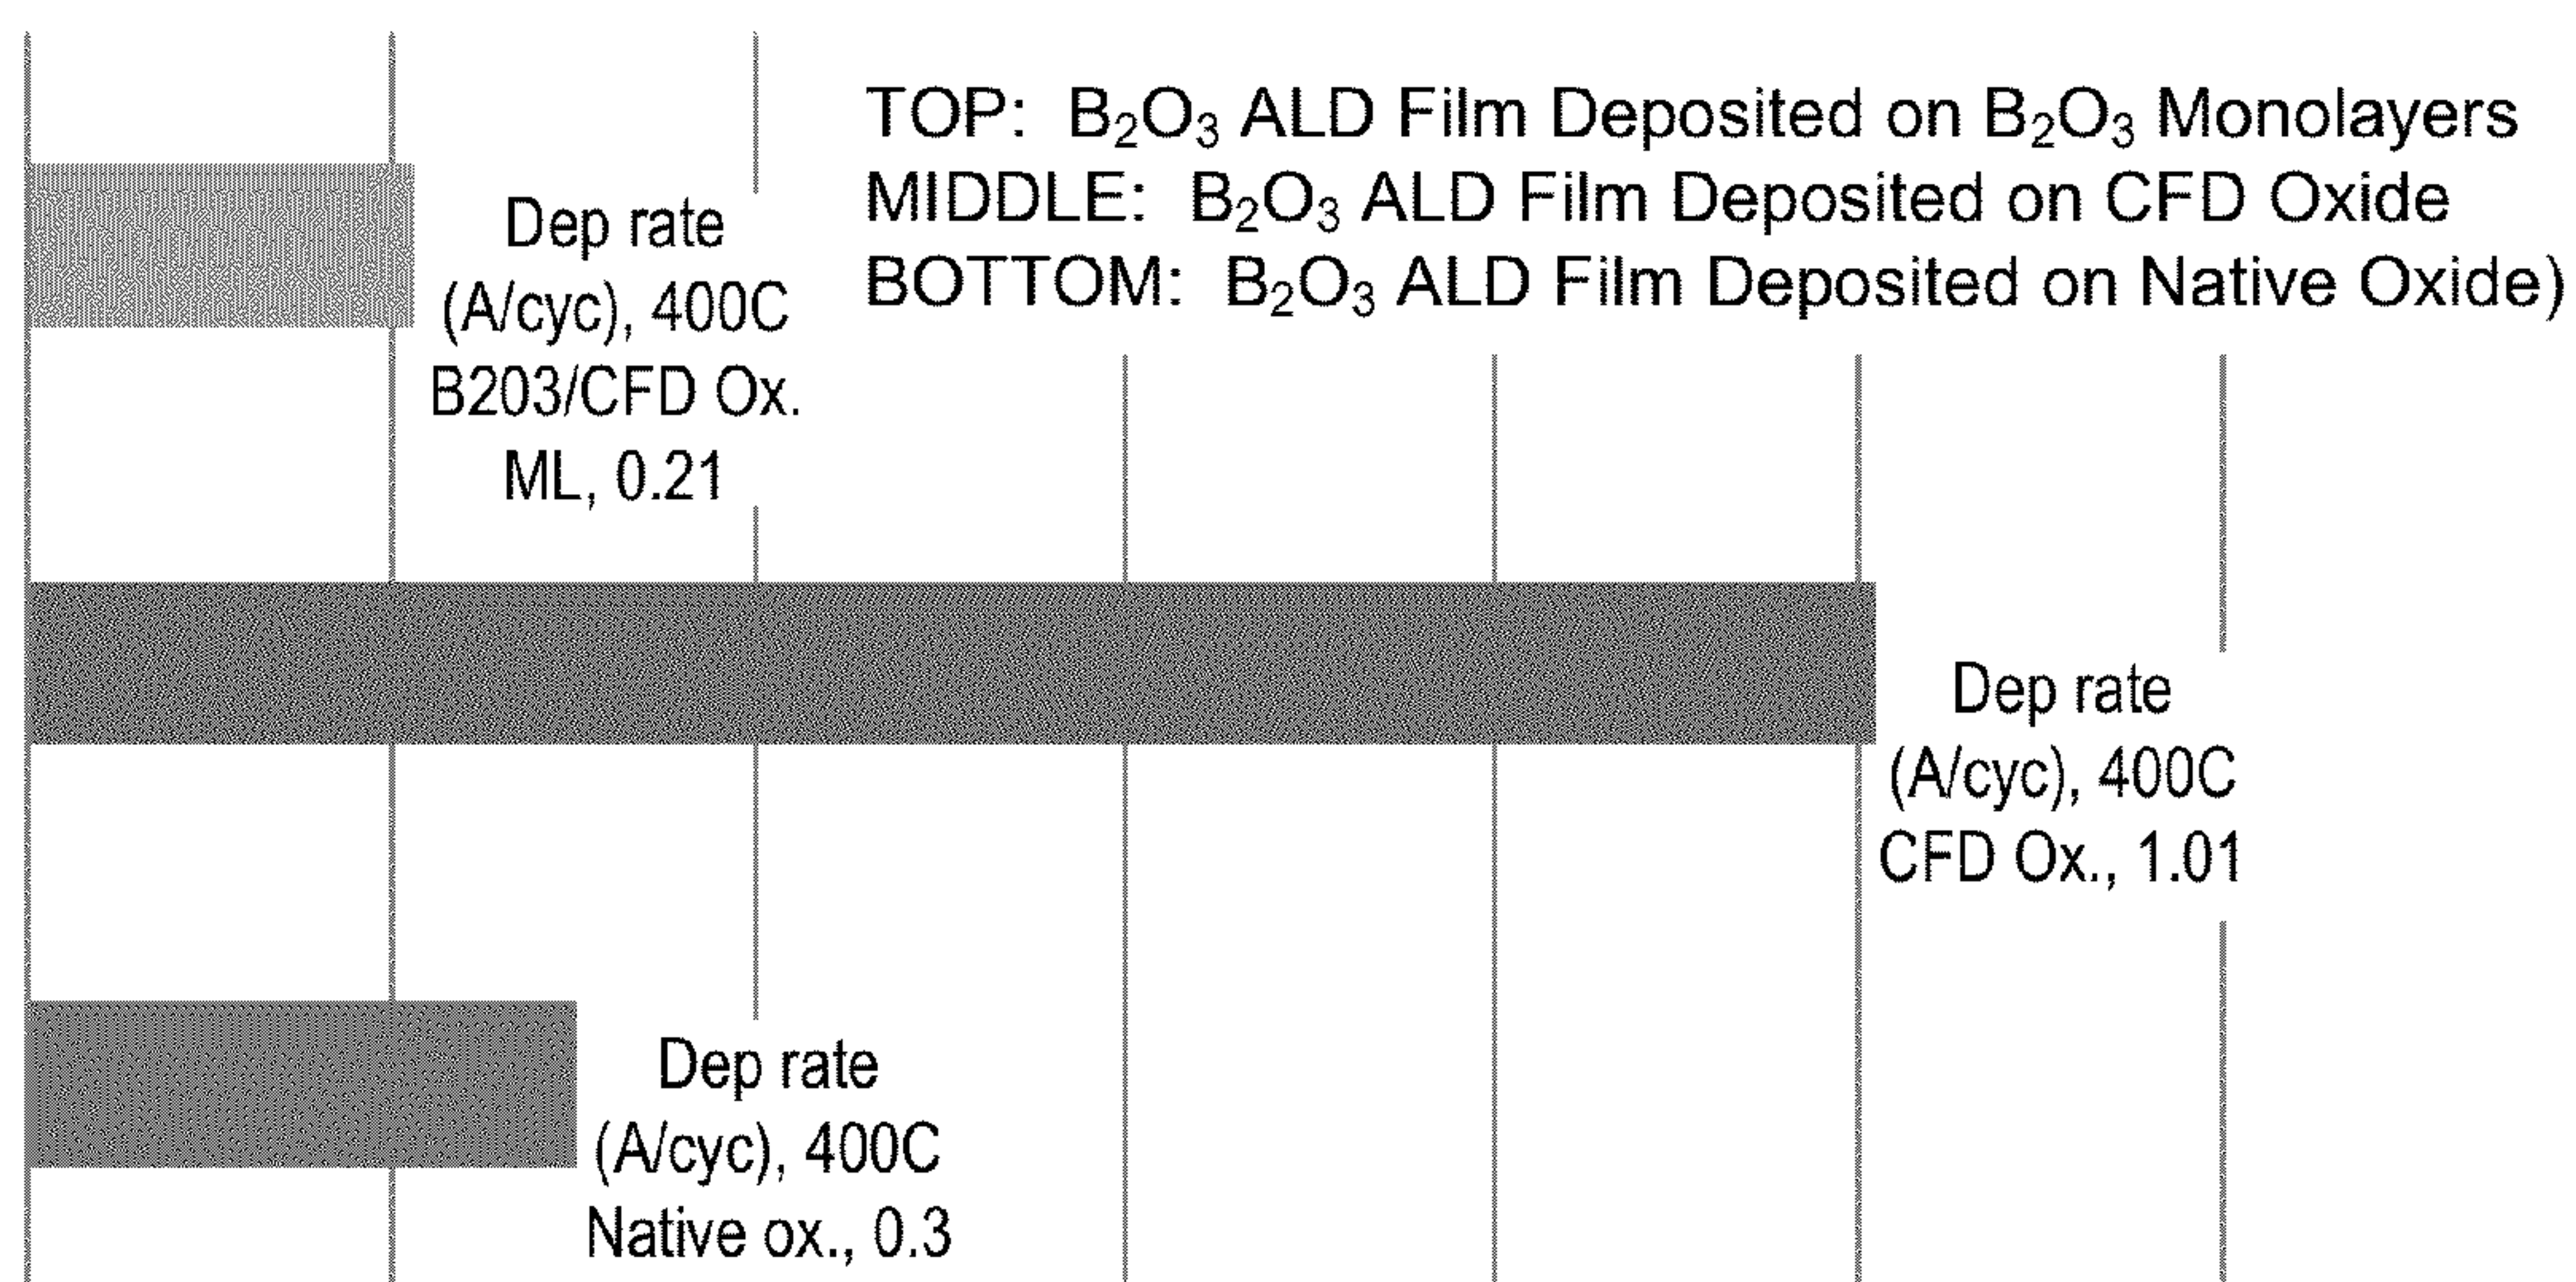 TOP: B₂O₃ ALD Film Deposited on B₂O₃ Monolayers
MIDDLE: B₂O₃ ALD Film Deposited on CFD Oxide
BOTTOM: B₂O₃ ALD Film Deposited on Native Oxide)
Dep rate
(A/cyc), 400C
B203/CFD Ox.
ML, 0.21
Dep rate
(A/cyc), 400C
CFD Ox., 1.01
Dep rate
(A/cyc), 400C
Native ox., 0.3